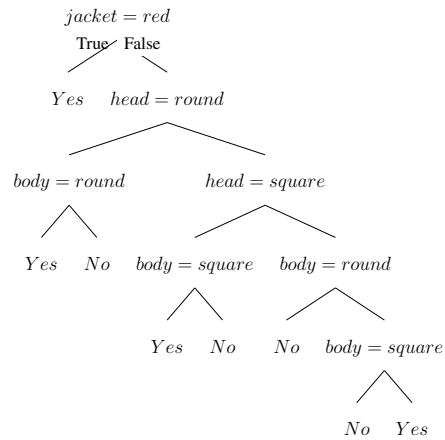 jacket = red
True False
Yes head = round
body = round head = square
Yes No body = square body = round
Yes No No body = square
No Yes